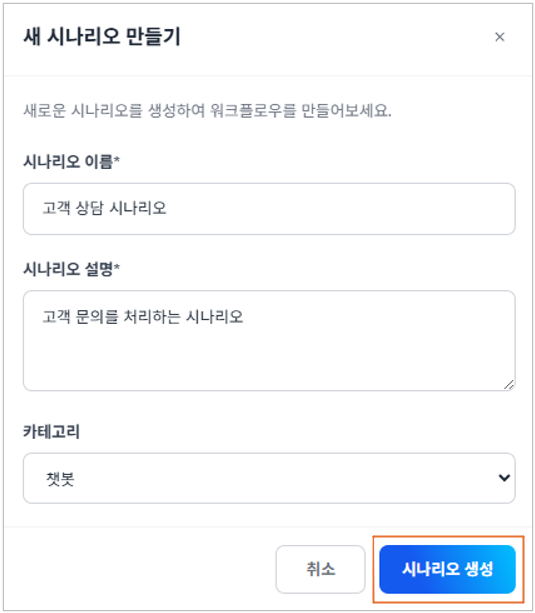 새 시나리오 만들기
×
새로운 시나리오를 생성하여 워크플로우를 만들어보세요.
시나리오 이름*
고객 상담 시나리오
시나리오 설명*
고객 문의를 처리하는 시나리오
카테고리
챗봇
취소
시나리오 생성